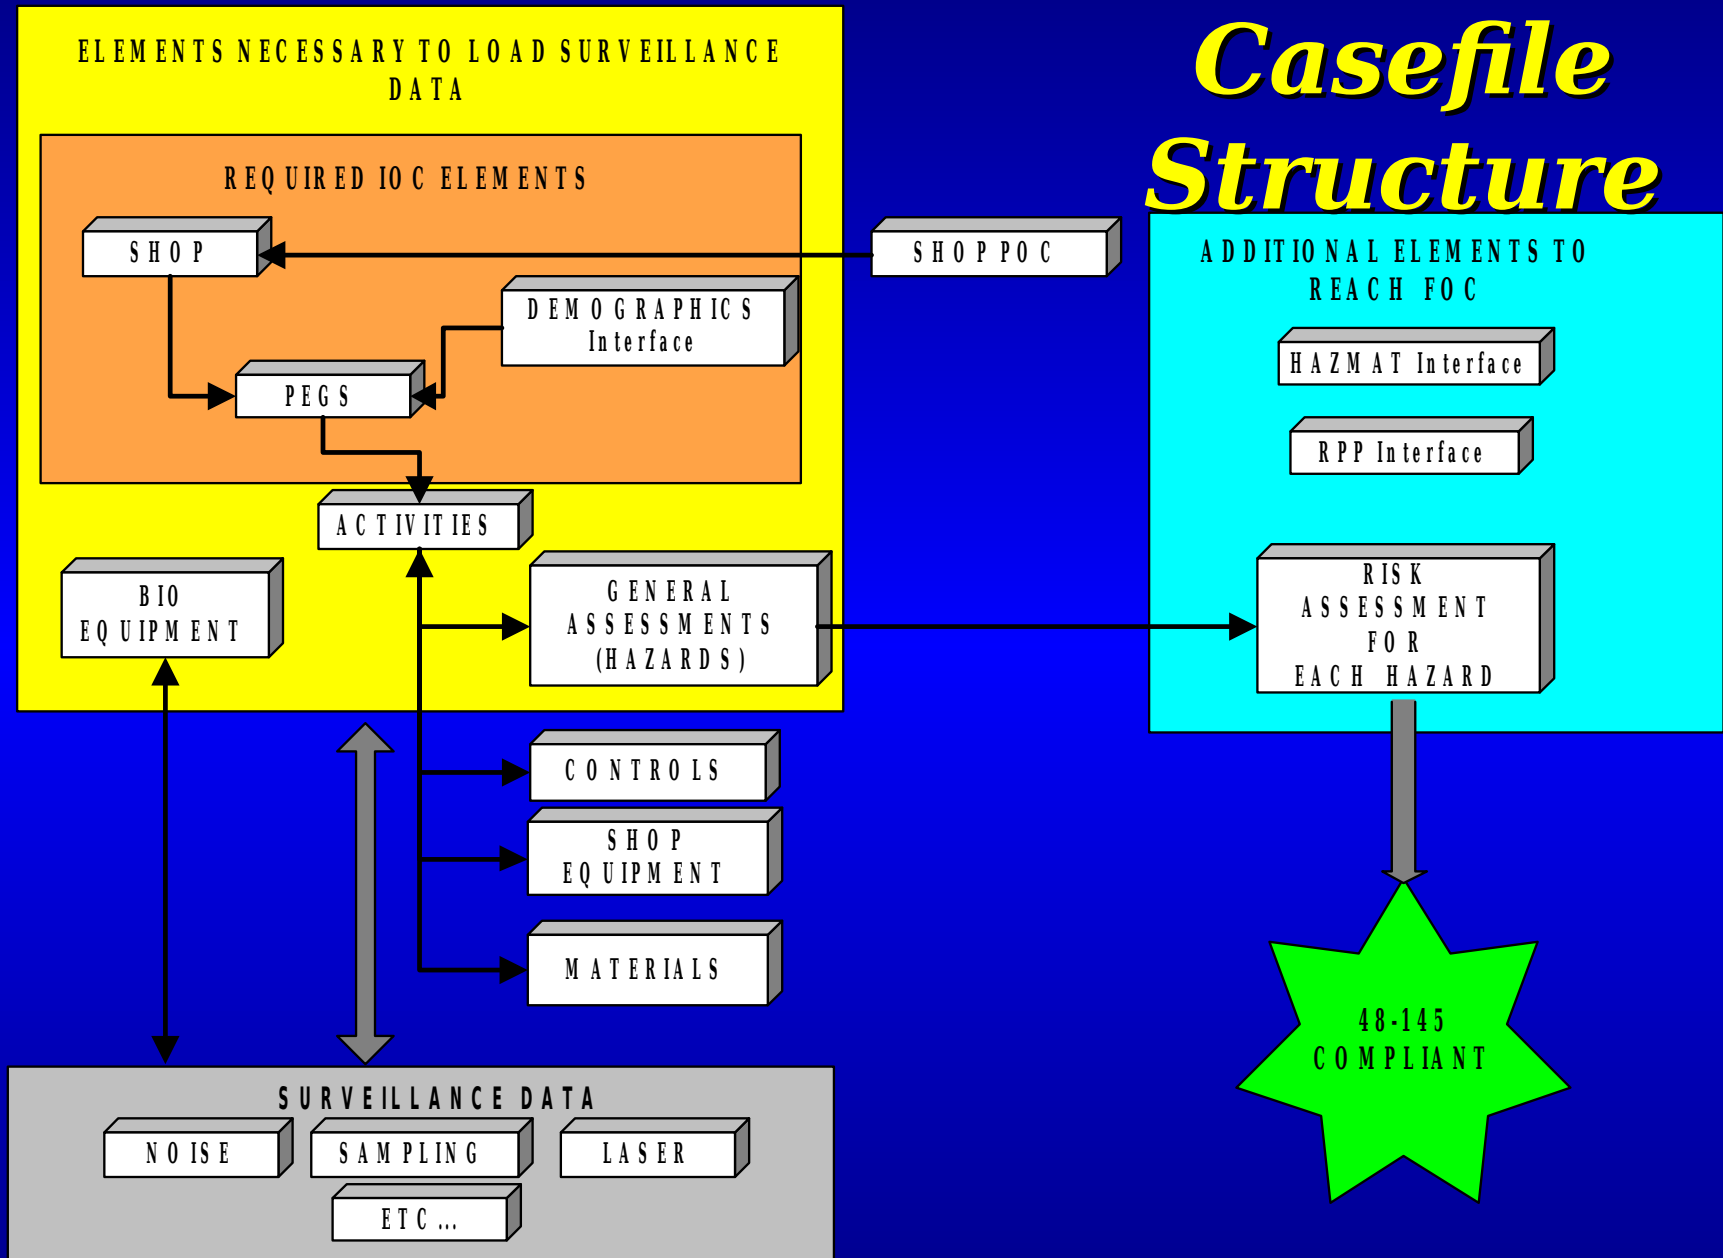 Casefile
Structure
ELEMENTS NECESSARY TO LOAD SURVEILLANCE
DATA
REQUIRED IOC ELEMENTS
SHOP
SHOP POC
DEMOGRAPHICS
Interface
PEGS
ACTIVITIES
BIO
EQUIPMENT
GENERAL
ASSESSMENTS
(HAZARDS)
CONTROLS
SHOP
EQUIPMENT
MATERIALS
SURVEILLANCE DATA
NOISE
SAMPLING
LASER
ETC...
ADDITIONAL ELEMENTS TO
REACH FOC
HAZMAT Interface
RPP Interface
RISK
ASSESSMENT
FOR
EACH HAZARD
48-145
COMPLIANT